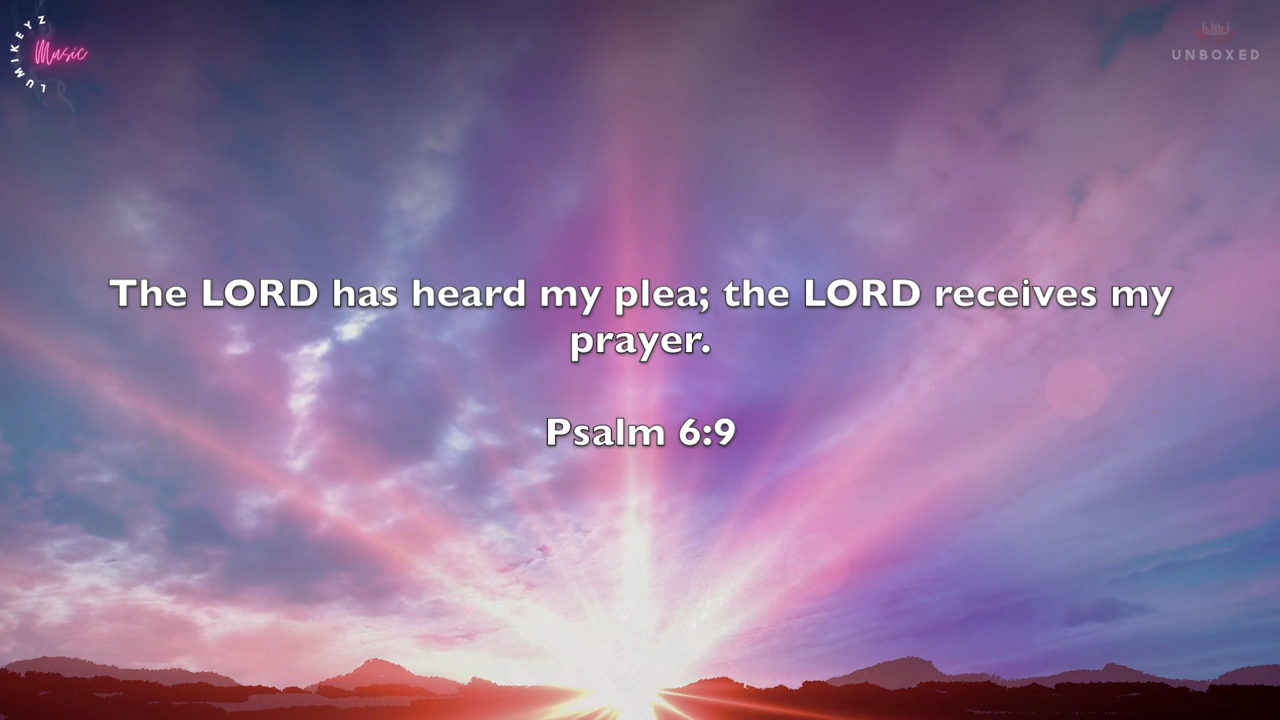 LUMIKEYZ
Music
UNBOXED
The LORD has heard my plea; the LORD receives my
prayer.
Psalm 6:9